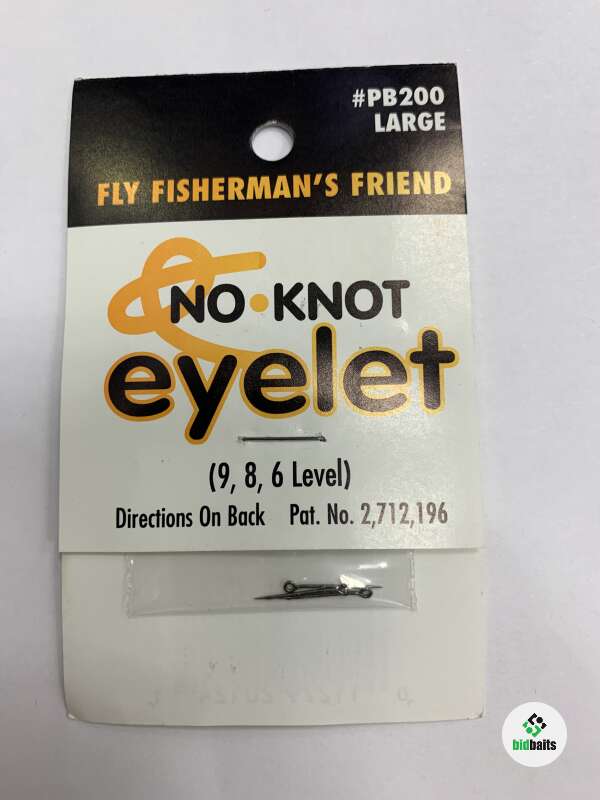 #PB200
LARGE
FLY FISHERMAN'S FRIEND
NO·KNOT
eyelet
(9, 8, 6 Level)
Directions On Back Pat. No. 2,712,196
bidbaits